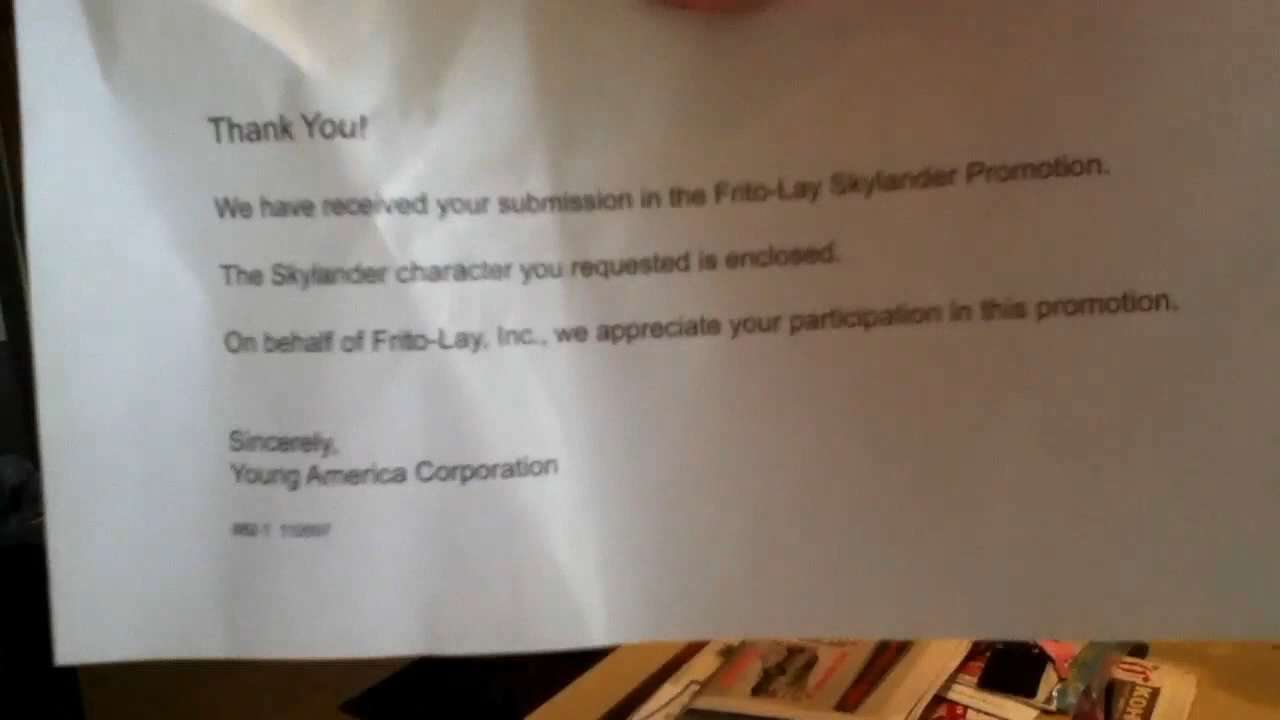 Thank You!
We have received your submission in the Frito-Lay Skylander Promotion.
The Skylander character you requested is enclosed.
On behalf of Frito-Lay, Inc., we appreciate your participation in this promotion.
Sincerely,
Young America Corporation